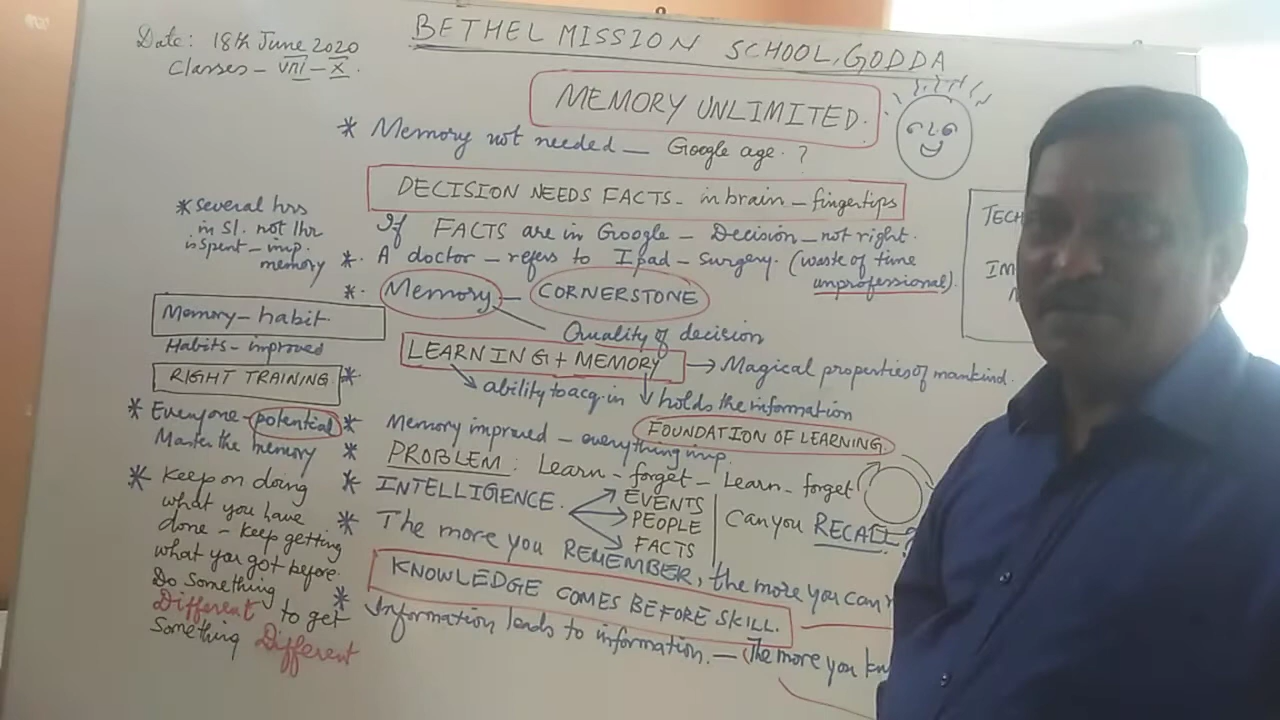 Date: 18th June 2020
Classes – VIII – X.
BETHEL MISSION SCHOOL, GODDA
MEMORY UNLIMITED.
* Memory not needed — Google age. ?
DECISION NEEDS FACTS – in brain – fingertips
If FACTS are in Google – Decision – not right.
*. A doctor – refers to Ipad – surgery. (waste of time
unprofessional).
*. Memory — CORNERSTONE
Quality of decision
LEARNING + MEMORY → Magical properties of mankind.
ability to acq. in
holds the information
FOUNDATION OF LEARNING.
* Memory improved – everything imp.
* PROBLEM: Learn – forget – Learn – forget
* INTELLIGENCE.
EVENTS
PEOPLE
FACTS
Can you RECALL?
* The more you REMEMBER, the more you can
KNOWLEDGE COMES BEFORE SKILL.
* Information leads to information. — (The more you
* several hrs
in Sl. not 1hr
is spent – imp.
memory
Memory – habit.
Habits – improved
RIGHT TRAINING *
* Everyone – potential
Master the memory
* Keep on doing
what you have
done – keep getting
what you got before.
Do Something
Different to get
Something Different
TECH
IM